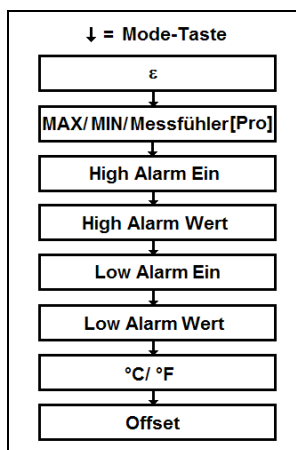 ↓ = Mode-Taste
ε
MAX/ MIN/ Messfühler[Pro]
High Alarm Ein
High Alarm Wert
Low Alarm Ein
Low Alarm Wert
°C/ °F
Offset